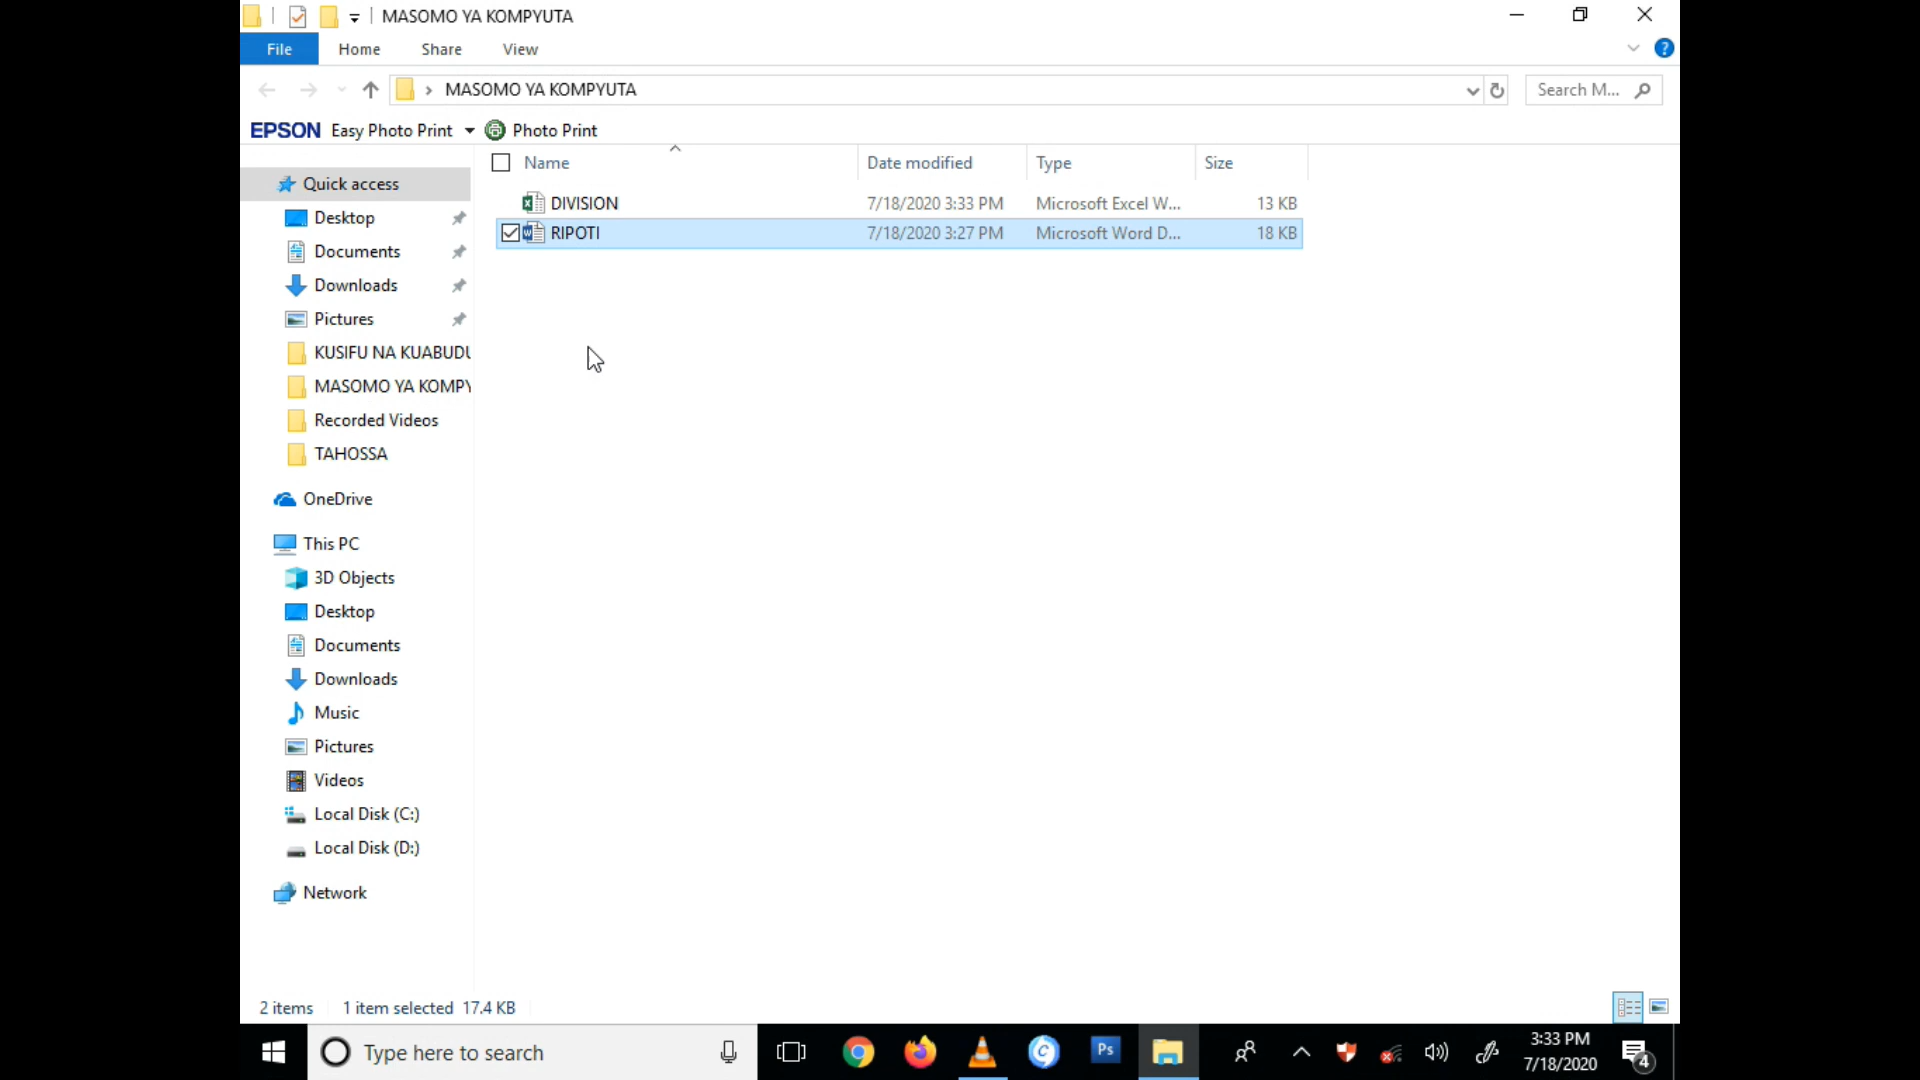 MASOMO YA KOMPYUTA
File Home Share View
MASOMO YA KOMPYUTA
Search M...
EPSON Easy Photo Print Photo Print
Name Date modified Type Size
DIVISION 7/18/2020 3:33 PM Microsoft Excel W... 13 KB
RIPOTI 7/18/2020 3:27 PM Microsoft Word D... 18 KB
Quick access
Desktop
Documents
Downloads
Pictures
KUSIFU NA KUABUDU
MASOMO YA KOMPY
Recorded Videos
TAHOSSA
OneDrive
This PC
3D Objects
Desktop
Documents
Downloads
Music
Pictures
Videos
Local Disk (C:)
Local Disk (D:)
Network
2 items 1 item selected 17.4 KB
Type here to search
Ps
3:33 PM
7/18/2020
4